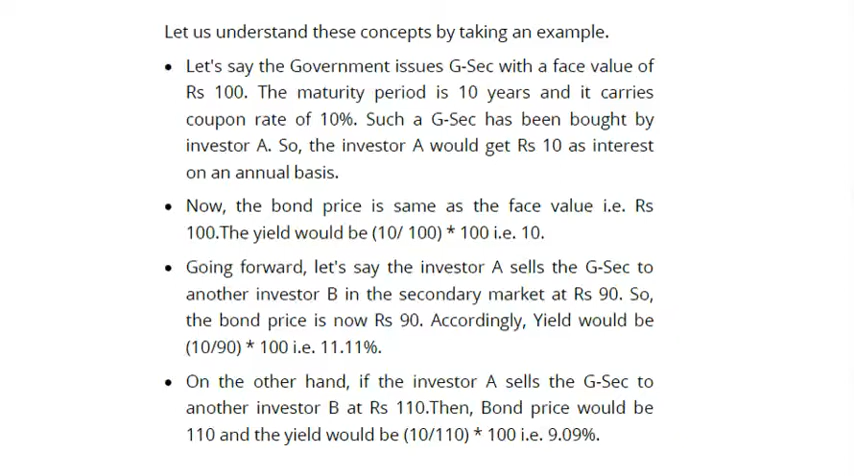 Let us understand these concepts by taking an example.
• Let's say the Government issues G-Sec with a face value of
Rs 100. The maturity period is 10 years and it carries
coupon rate of 10%. Such a G-Sec has been bought by
investor A. So, the investor A would get Rs 10 as interest
on an annual basis.
• Now, the bond price is same as the face value i.e. Rs
100.The yield would be (10/ 100) * 100 i.e. 10.
• Going forward, let's say the investor A sells the G-Sec to
another investor B in the secondary market at Rs 90. So,
the bond price is now Rs 90. Accordingly, Yield would be
(10/90) * 100 i.e. 11.11%.
• On the other hand, if the investor A sells the G-Sec to
another investor B at Rs 110.Then, Bond price would be
110 and the yield would be (10/110) * 100 i.e. 9.09%.